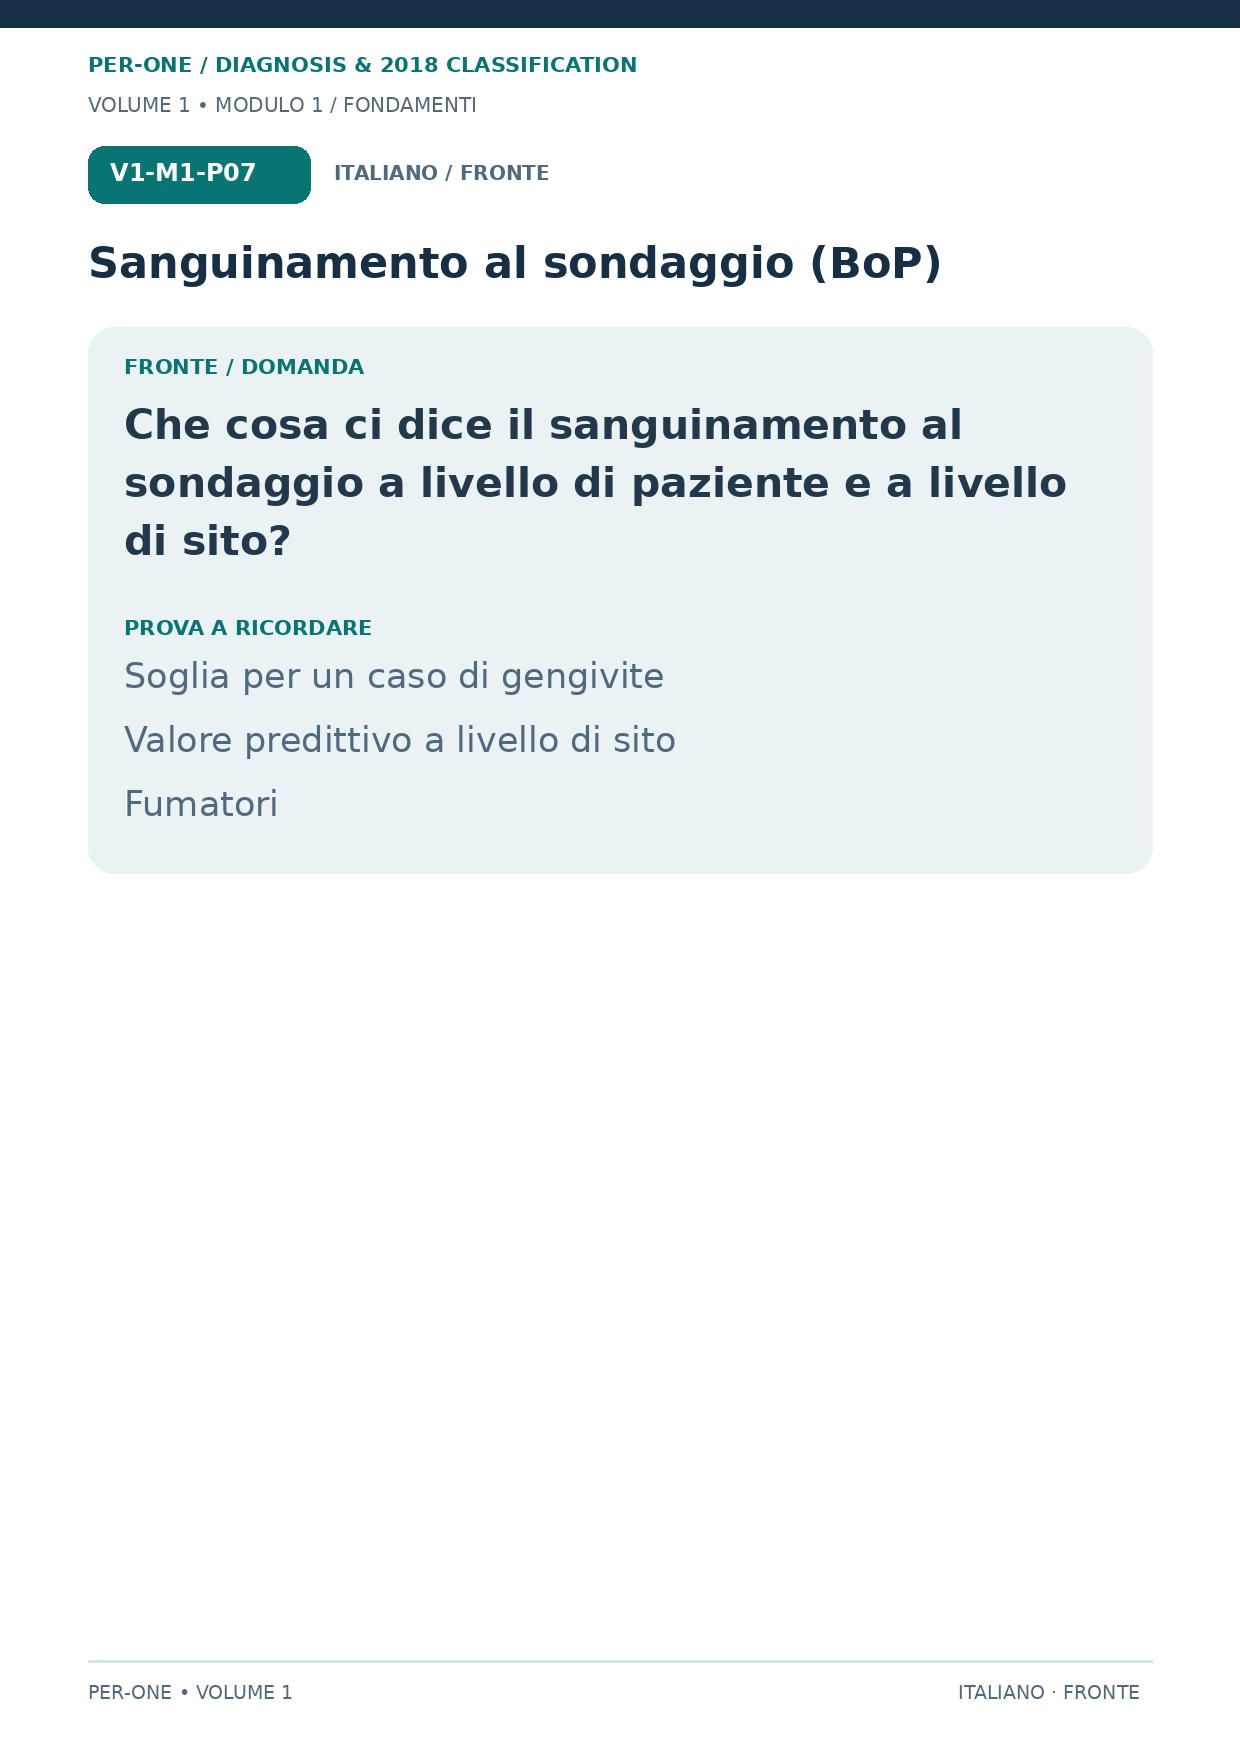 PER-ONE / DIAGNOSIS & 2018 CLASSIFICATION
VOLUME 1 • MODULO 1 / FONDAMENTI
V1-M1-P07
ITALIANO / FRONTE
Sanguinamento al sondaggio (BoP)
FRONTE / DOMANDA
Che cosa ci dice il sanguinamento al
sondaggio a livello di paziente e a livello
di sito?
PROVA A RICORDARE
Soglia per un caso di gengivite
Valore predittivo a livello di sito
Fumatori
PER-ONE • VOLUME 1
ITALIANO · FRONTE